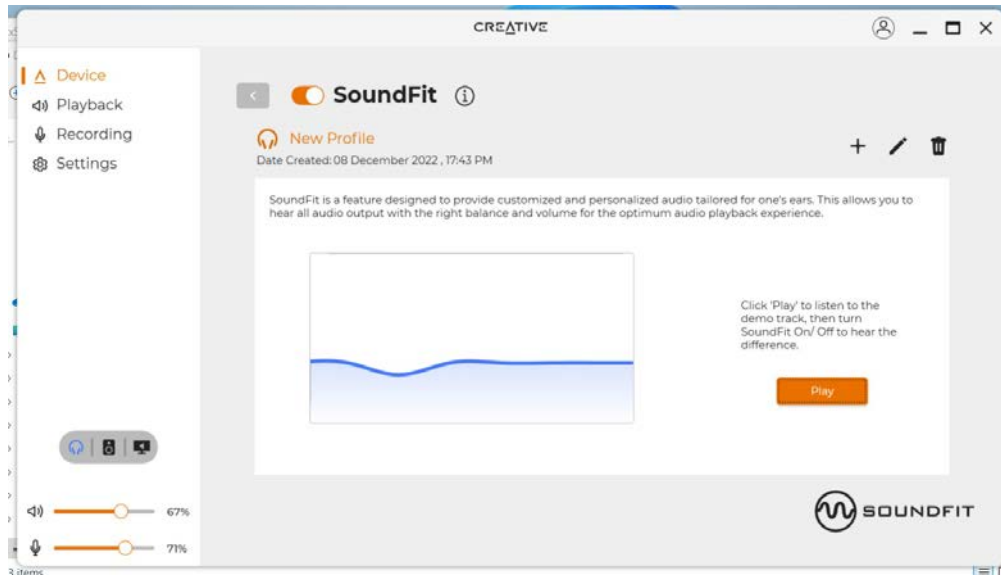 CREATIVE
Device
Playback
Recording
Settings
SoundFit
New Profile
Date Created: 08 December 2022 , 17:43 PM
SoundFit is a feature designed to provide customized and personalized audio tailored for one's ears. This allows you to
hear all audio output with the right balance and volume for the optimum audio playback experience.
Click 'Play' to listen to the
demo track, then turn
SoundFit On/ Off to hear the
difference.
Play
67%
71%
SOUNDFIT
3 items